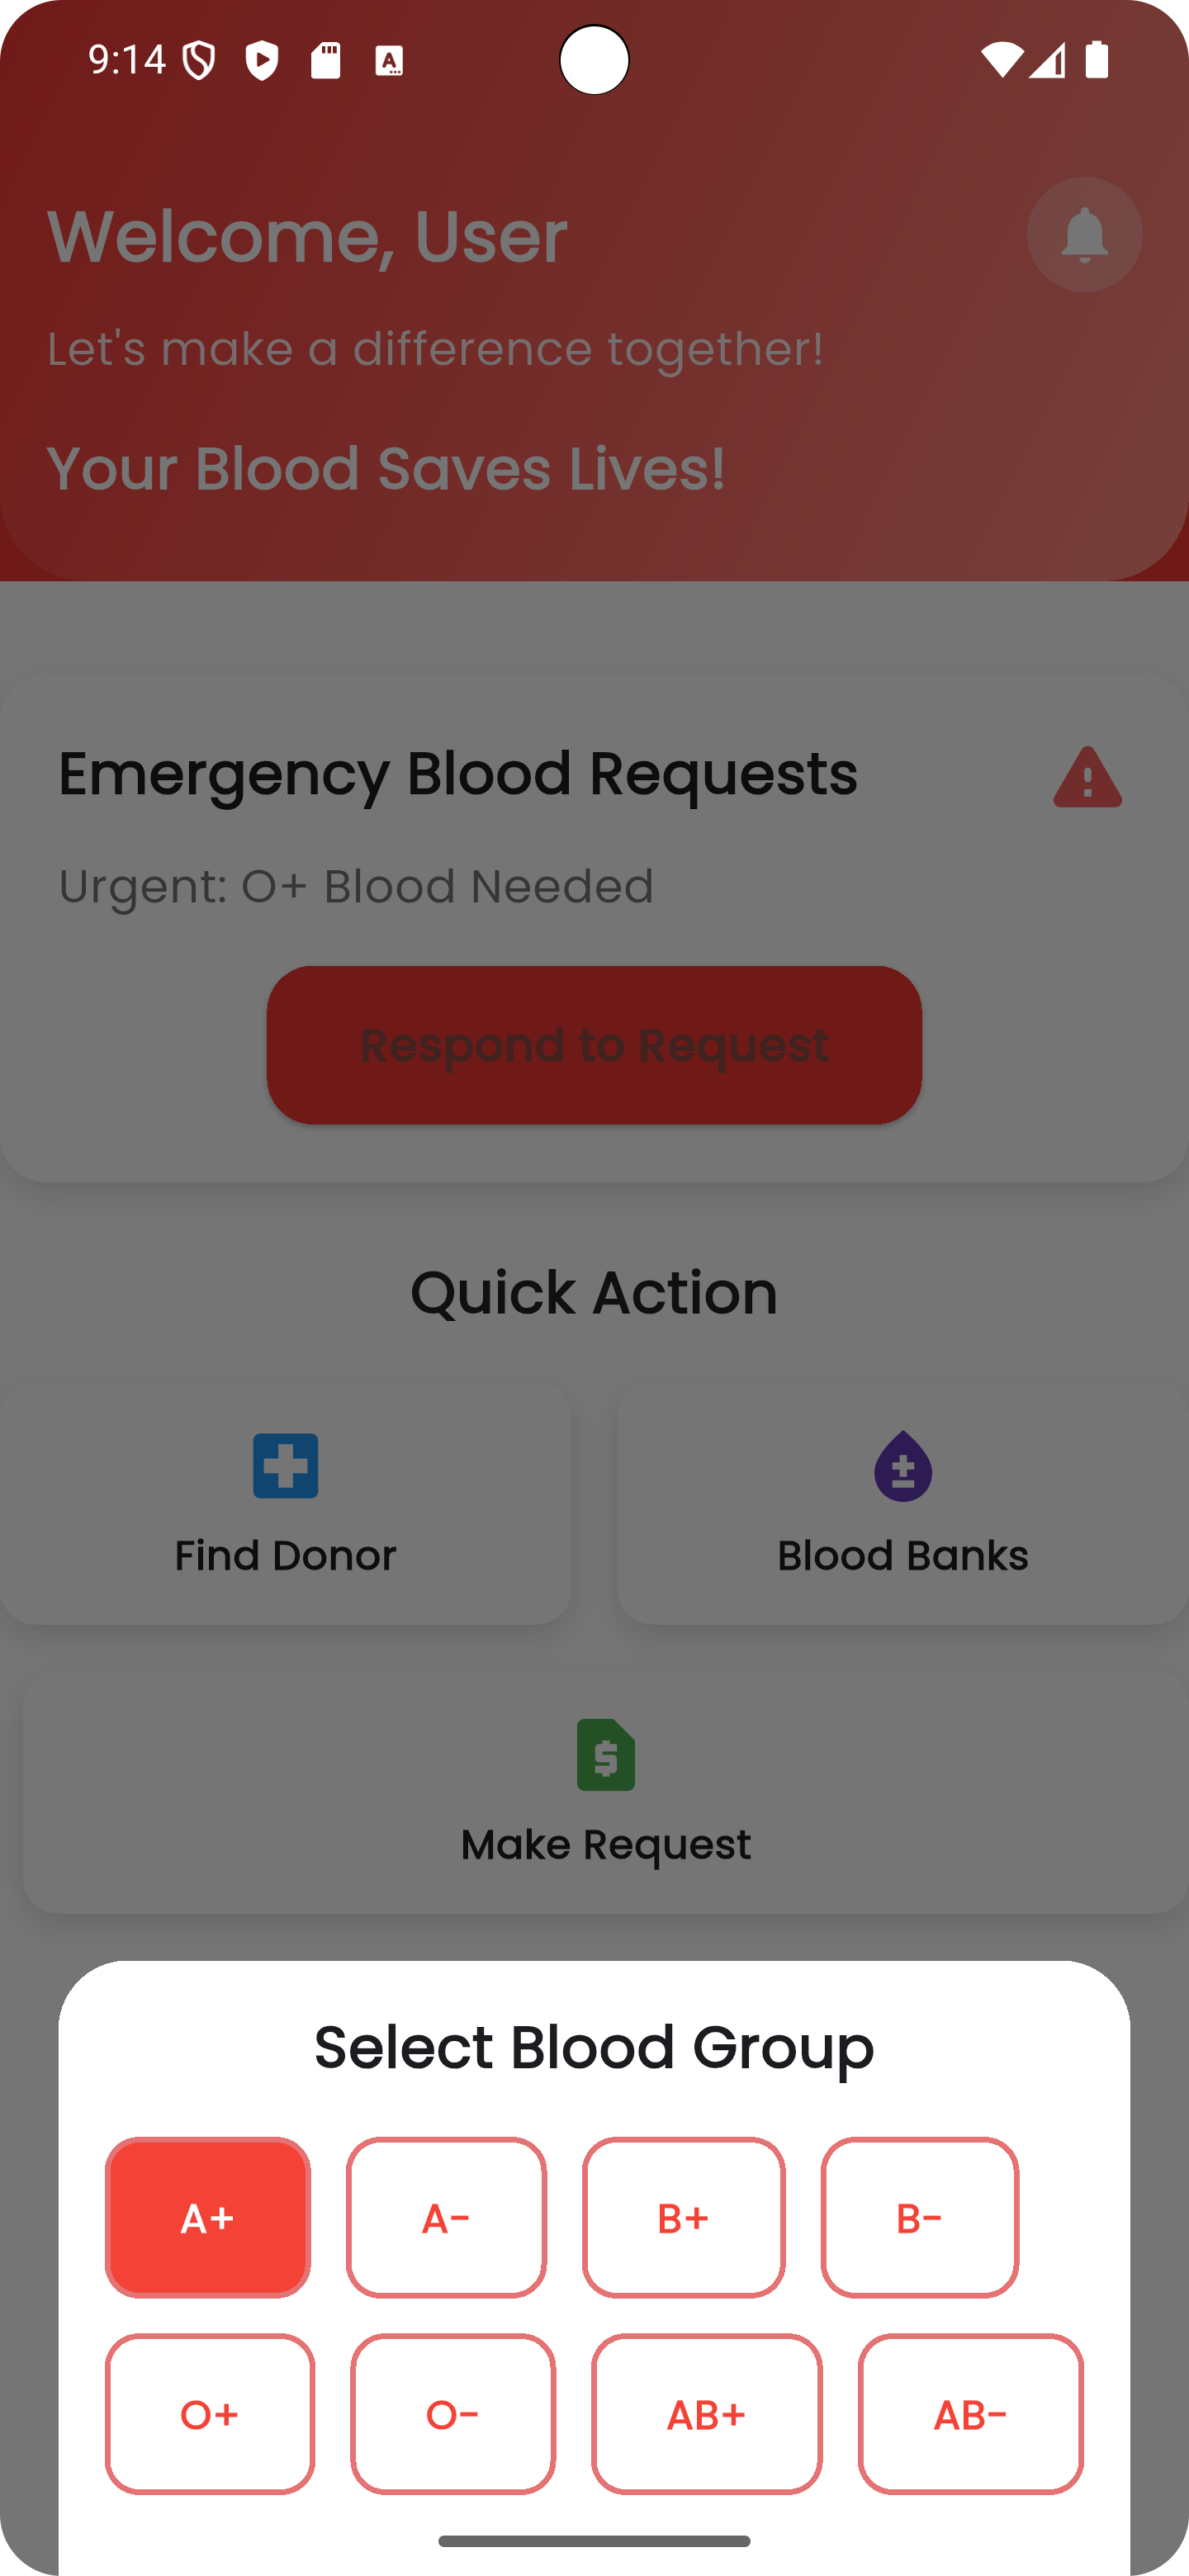 9:14
Welcome, User
Let's make a difference together!
Your Blood Saves Lives!
Emergency Blood Requests
Urgent: O+ Blood Needed
Respond to Request
Quick Action
Find Donor
Blood Banks
Make Request
Select Blood Group
A+ A- B+ B-
O+ O- AB+ AB-